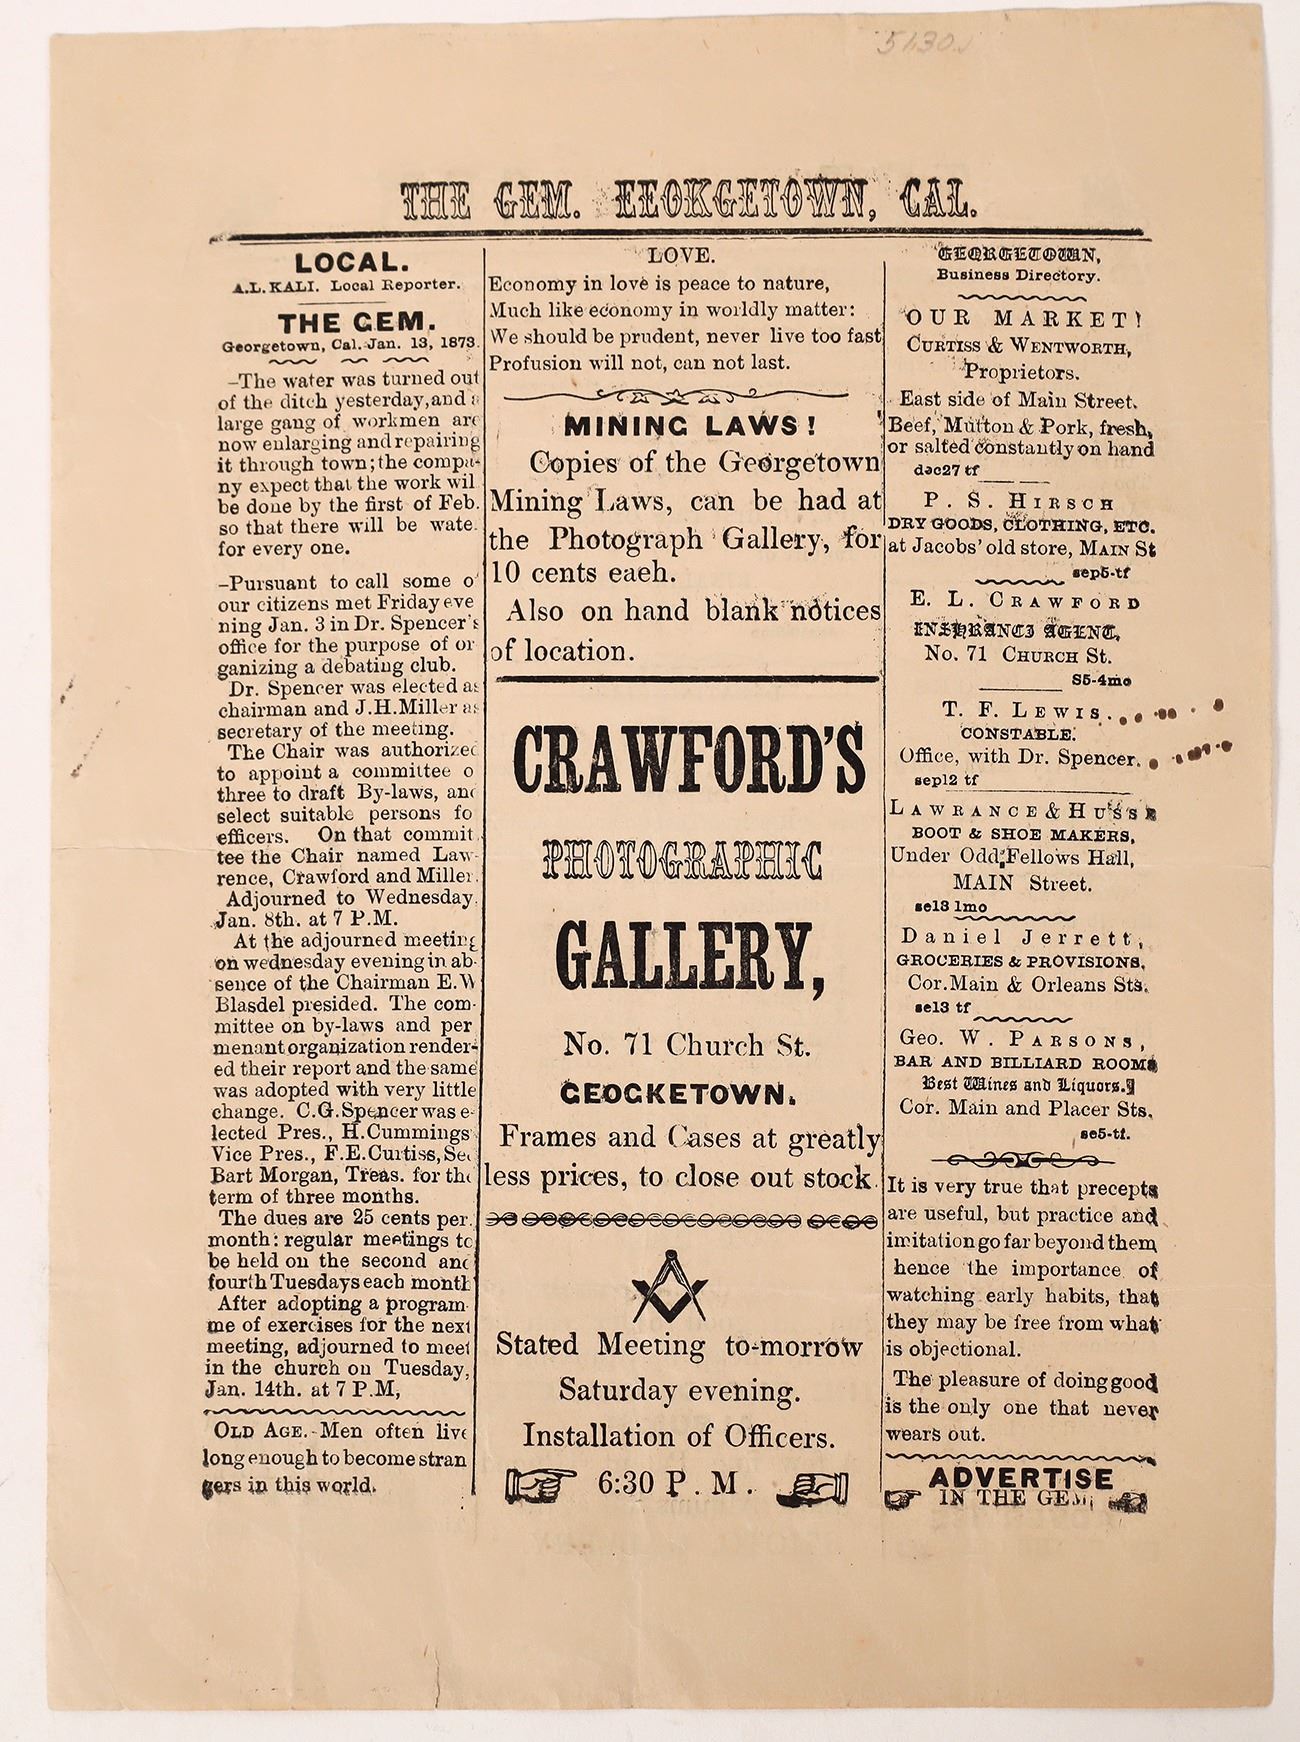 THE GEM. EEOKGETOWN, CAL.
LOCAL.
A.L. KALI. Local Reporter.
THE GEM.
Georgetown, Cal. Jan. 13, 1873.
–The water was turned out
of the ditch yesterday, and a
large gang of workmen are
now enlarging and repairing
it through town; the compa-
ny expect that the work wil
be done by the first of Feb.
so that there will be wate
for every one.
–Pursuant to call some o
our citizens met Friday eve
ning Jan. 3 in Dr. Spencer's
office for the purpose of or
ganizing a debating club.
Dr. Spencer was elected as
chairman and J.H. Miller as
secretary of the meeting.
The Chair was authorized
to appoint a committee o
three to draft By-laws, and
select suitable persons fo
efficers. On that commit
tee the Chair named Law-
rence, Crawford and Miller.
Adjourned to Wednesday
Jan. 8th. at 7 P.M.
At the adjourned meeting
on wednesday evening in ab-
sence of the Chairman E. W
Blasdel presided. The com-
mittee on by-laws and per
menant organization render-
ed their report and the same
was adopted with very little
change. C.G. Spencer was e-
lected Pres., H. Cummings
Vice Pres., F.E. Curtiss, Sec
Bart Morgan, Treas. for the
term of three months.
The dues are 25 cents per
month: regular meetings to
be held on the second and
fourth Tuesdays each month
After adopting a program
me of exercises for the next
meeting, adjourned to meet
in the church on Tuesday,
Jan. 14th. at 7 P.M,
OLD AGE.-Men often live
long enough to become stran
gers in this world.
LOVE.
Economy in love is peace to nature,
Much like economy in worldly matter:
We should be prudent, never live too fast
Profusion will not, can not last.
MINING LAWS!
Copies of the Georgetown
Mining Laws, can be had at
the Photograph Gallery, for
10 cents eaeh.
Also on hand blank notices
of location.
CRAWFORD'S
PHOTOGRAPHIC
GALLERY,
No. 71 Church St.
GEOGKETOWN.
Frames and Cases at greatly
less prices, to close out stock.
Stated Meeting to-morrow
Saturday evening.
Installation of Officers.
6:30 P.M.
GEORGETOWN,
Business Directory.
OUR MARKET!
CURTISS & WENTWORTH,
Proprietors.
East side of Main Street.
Beef, Mutton & Pork, fresh,
or salted constantly on hand
dec27 tf
P. S. HIRSCH
DRY GOODS, CLOTHING, ETC.
at Jacobs' old store, MAIN St
sep5-tf
E. L. CRAWFORD
INSHRANCI AGENT,
No. 71 CHURCH St.
S5-4mo
T. F. LEWIS.
CONSTABLE.
Office, with Dr. Spencer.
sep12 tf
LAWRANCE & HUSSE
BOOT & SHOE MAKERS,
Under Odd Fellows Hall,
MAIN Street.
se13 1mo
Daniel Jerrett,
GROCERIES & PROVISIONS,
Cor. Main & Orleans Sts.
se13 tf
GEO. W. PARSONS,
BAR AND BILLIARD ROOMS
Best Wines and Liquors.
Cor. Main and Placer Sts.
se5-tf.
It is very true that precepts
are useful, but practice and
imitation go far beyond them
hence the importance of
watching early habits, that
they may be free from what
is objectional.
The pleasure of doing good
is the only one that never
wears out.
ADVERTISE
IN THE GEM,